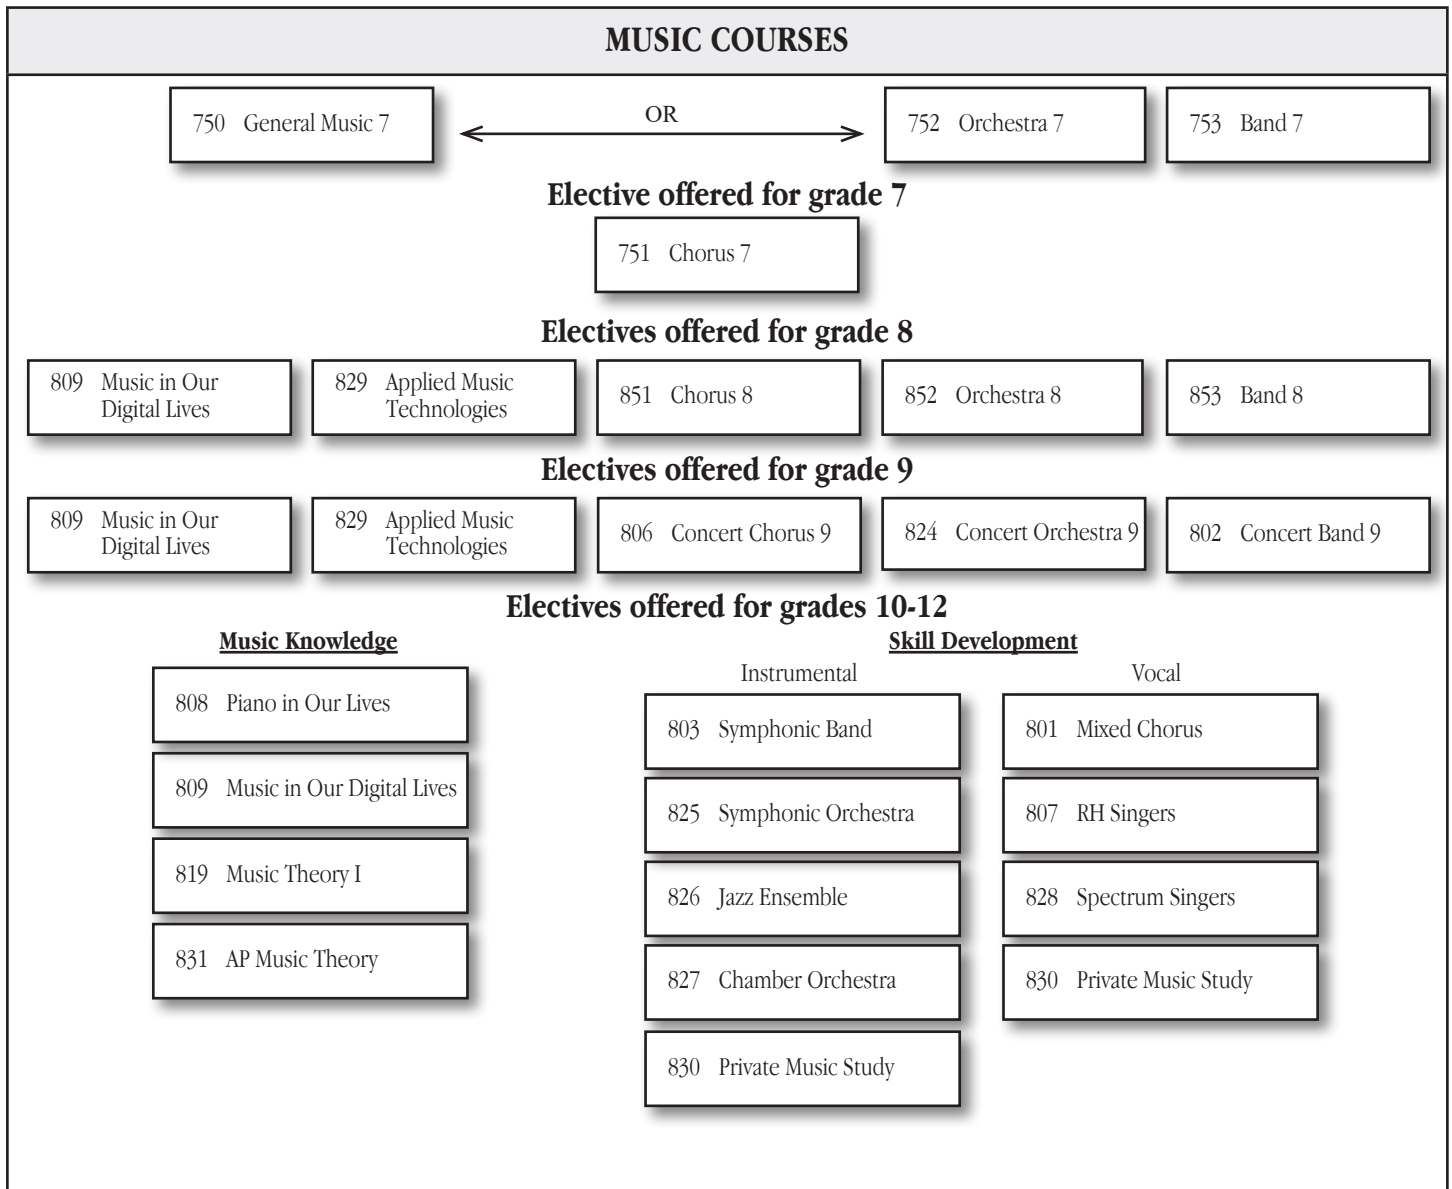 MUSIC COURSES
750 General Music 7
OR
752 Orchestra 7
753 Band 7
Elective offered for grade 7
751 Chorus 7
Electives offered for grade 8
809 Music in Our
Digital Lives
829 Applied Music
Technologies
851 Chorus 8
852 Orchestra 8
853 Band 8
Electives offered for grade 9
809 Music in Our
Digital Lives
829 Applied Music
Technologies
806 Concert Chorus 9
824 Concert Orchestra 9
802 Concert Band 9
Electives offered for grades 10-12
Music Knowledge
808 Piano in Our Lives
809 Music in Our Digital Lives
819 Music Theory I
831 AP Music Theory
Skill Development
Instrumental
803 Symphonic Band
825 Symphonic Orchestra
826 Jazz Ensemble
827 Chamber Orchestra
830 Private Music Study
Vocal
801 Mixed Chorus
807 RH Singers
828 Spectrum Singers
830 Private Music Study